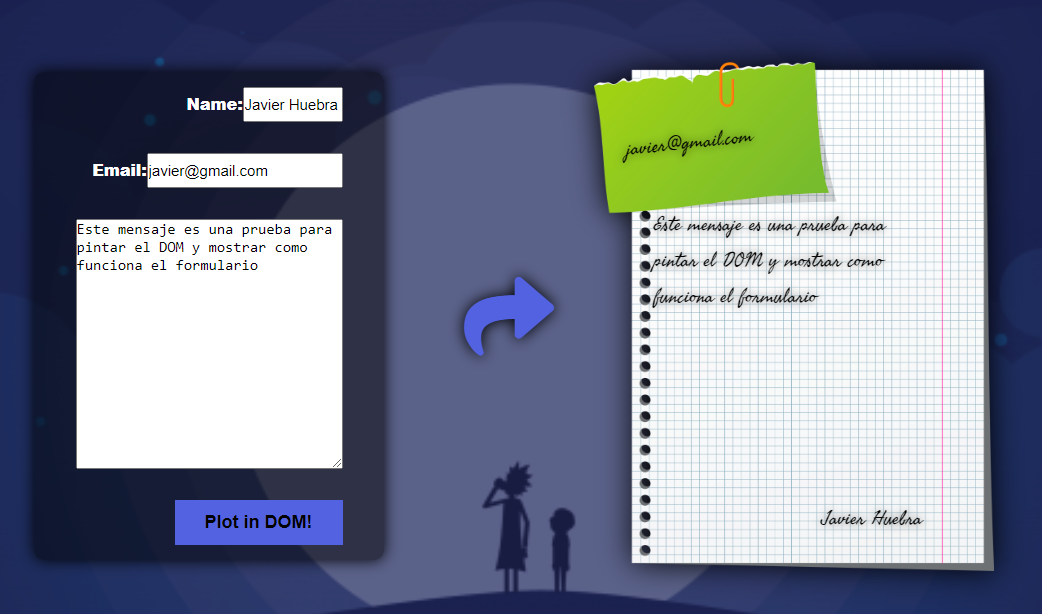 Name: Javier Huebra
Email: javier@gmail.com
Este mensaje es una prueba para
pintar el DOM y mostrar como
funciona el formulario
Plot in DOM!
javier@gmail.com
Este mensaje es una prueba para
pintar el DOM y mostrar como
funciona el formulario
Javier Huebra